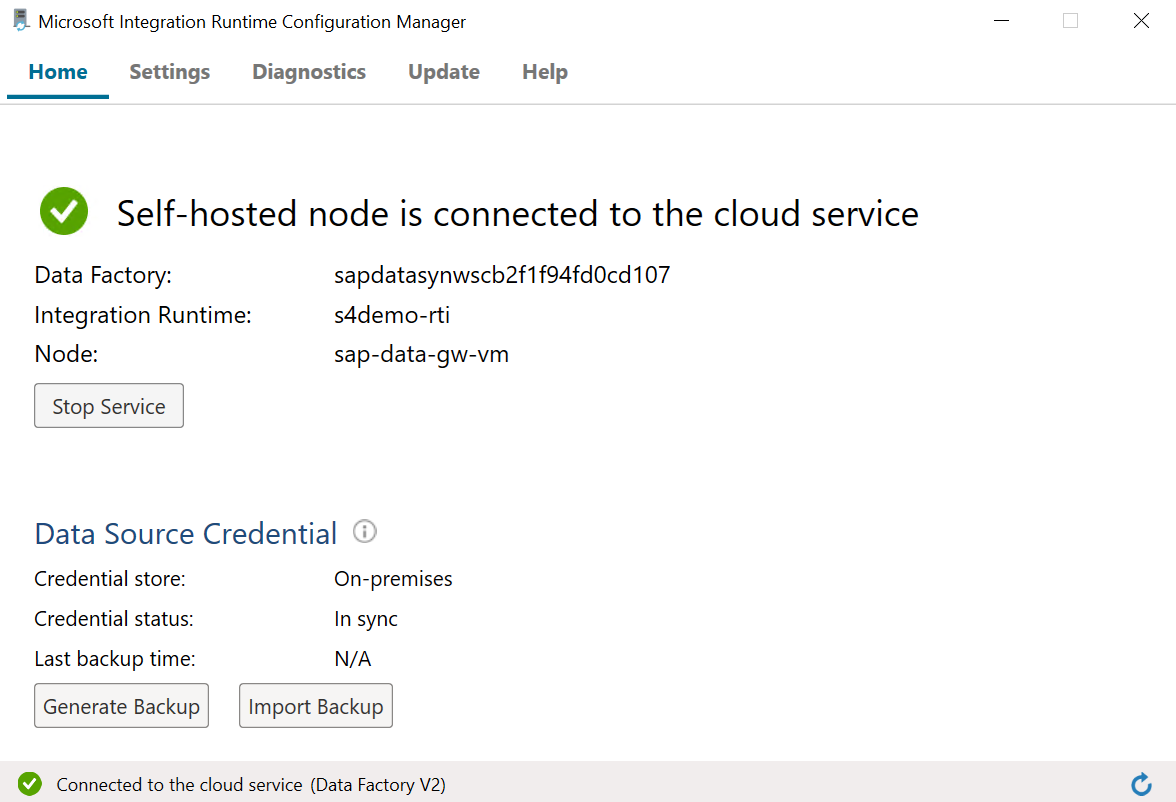 Microsoft Integration Runtime Configuration Manager
Home Settings Diagnostics Update Help
Self-hosted node is connected to the cloud service
Data Factory: sapdatasynwscb2f1f94fd0cd107
Integration Runtime: s4demo-rti
Node: sap-data-gw-vm
Stop Service
Data Source Credential
Credential store: On-premises
Credential status: In sync
Last backup time: N/A
Generate Backup Import Backup
Connected to the cloud service (Data Factory V2)